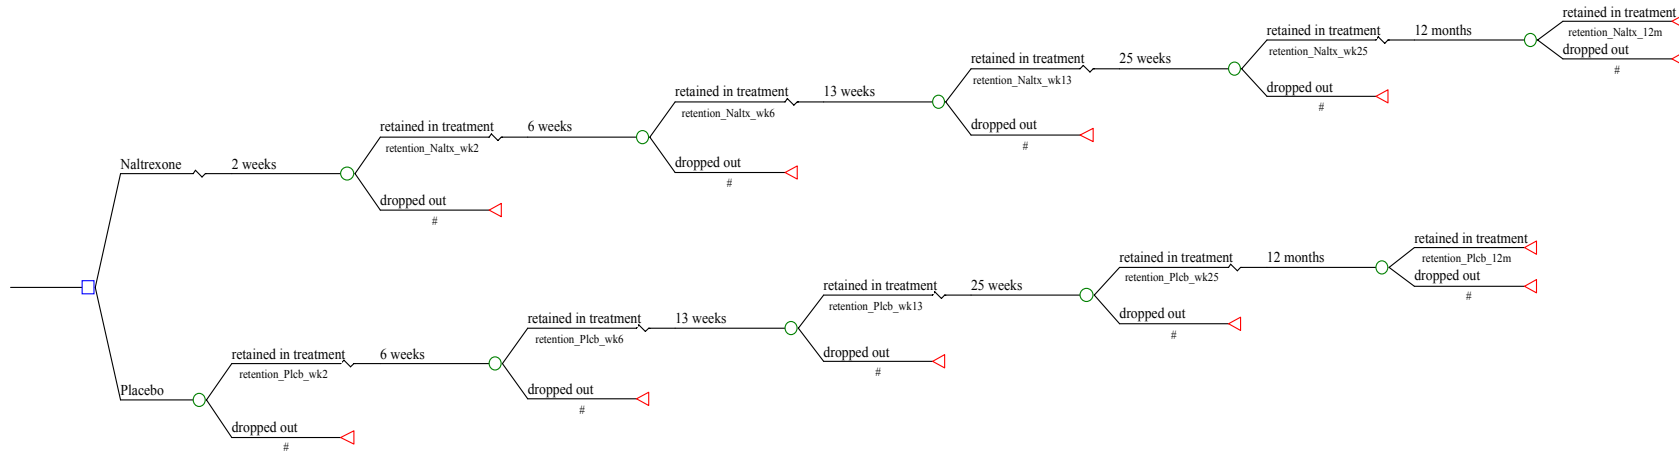 Naltrexone
2 weeks
retained in treatment
retention_Naltx_wk2
dropped out
#
6 weeks
retained in treatment
retention_Naltx_wk6
dropped out
#
13 weeks
retained in treatment
retention_Naltx_wk13
dropped out
#
25 weeks
retained in treatment
retention_Naltx_wk25
dropped out
#
12 months
retained in treatment
retention_Naltx_12m
dropped out
#
Placebo
retained in treatment
retention_Plcb_wk2
dropped out
#
6 weeks
retained in treatment
retention_Plcb_wk6
dropped out
#
13 weeks
retained in treatment
retention_Plcb_wk13
dropped out
#
25 weeks
retained in treatment
retention_Plcb_wk25
dropped out
#
12 months
retained in treatment
retention_Plcb_12m
dropped out
#